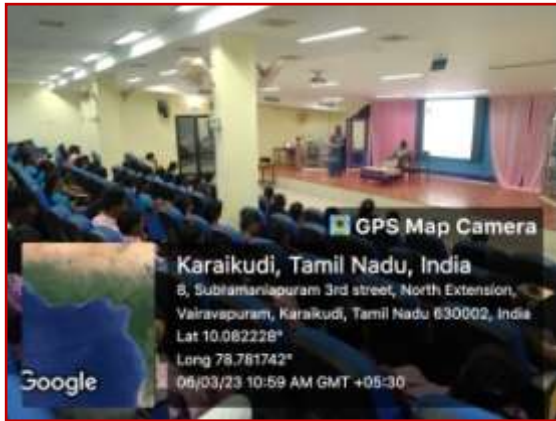 GPS Map Camera
Karaikudi, Tamil Nadu, India
8, Subramaniapuram 3rd street, North Extension,
Vairavapuram, Karaikudi, Tamil Nadu 630002, India
Lat 10.082228°
Long 78.781742°
06/03/23 10:59 AM GMT +05:30
Google